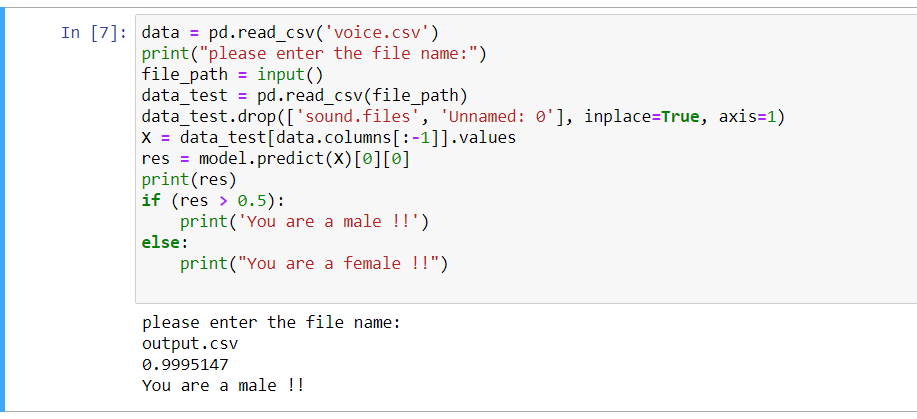 In [7]: data = pd.read_csv('voice.csv')
print("please enter the file name:")
file_path = input()
data_test = pd.read_csv(file_path)
data_test.drop(['sound.files', 'Unnamed: 0'], inplace=True, axis=1)
X = data_test[data.columns[:-1]].values
res = model.predict(X)[0][0]
print(res)
if (res > 0.5):
    print('You are a male !!')
else:
    print("You are a female !!")
please enter the file name:
output.csv
0.9995147
You are a male !!